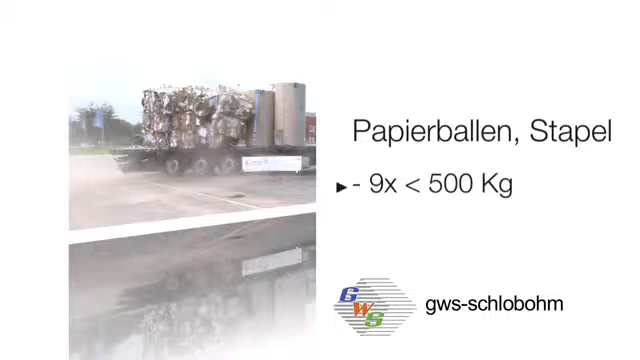 Papierballen, Stapel
- 9x < 500 Kg
GWS
gws-schlobohm